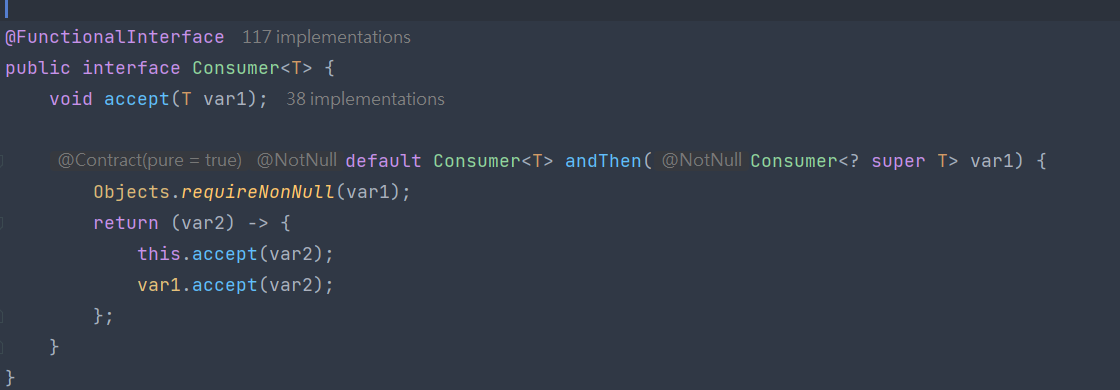 @FunctionalInterface 117 implementations
public interface Consumer<T> {
    void accept(T var1); 38 implementations
    @Contract(pure = true) @NotNull default Consumer<T> andThen( @NotNull Consumer<? super T> var1) {
        Objects.requireNonNull(var1);
        return (var2) -> {
            this.accept(var2);
            var1.accept(var2);
        };
    }
}